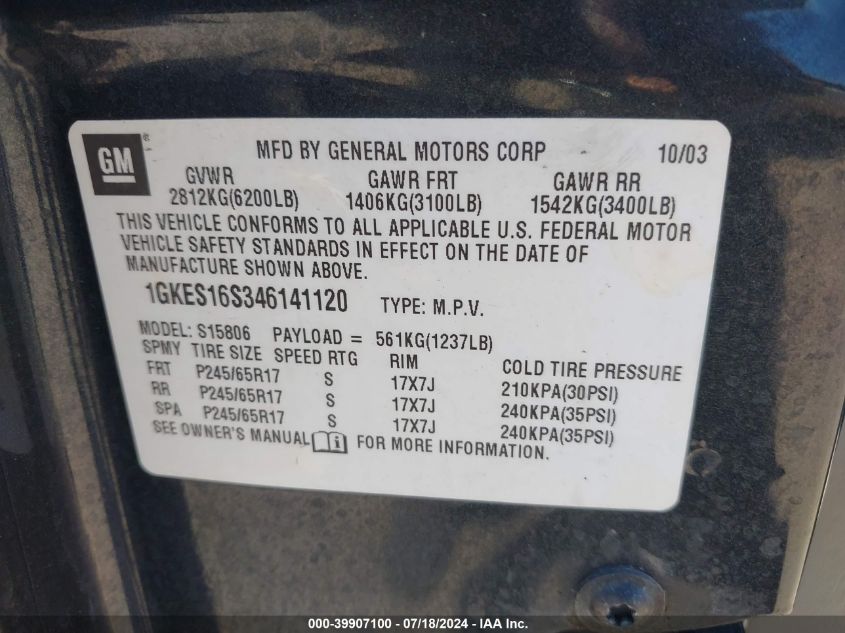 GM ® MFD BY GENERAL MOTORS CORP 10/03
GVWR GAWR FRT GAWR RR
2812KG(6200LB) 1406KG(3100LB) 1542KG(3400LB)
THIS VEHICLE CONFORMS TO ALL APPLICABLE U.S. FEDERAL MOTOR
VEHICLE SAFETY STANDARDS IN EFFECT ON THE DATE OF
MANUFACTURE SHOWN ABOVE.
1GKES16S346141120 TYPE: M.P.V.
MODEL: S15806 PAYLOAD = 561KG(1237LB)
SPMY TIRE SIZE SPEED RTG RIM COLD TIRE PRESSURE
FRT P245/65R17 S 17X7J 210KPA(30PSI)
RR P245/65R17 S 17X7J 240KPA(35PSI)
SPA P245/65R17 S 17X7J 240KPA(35PSI)
SEE OWNER'S MANUAL FOR MORE INFORMATION.
000-39907100 - 07/18/2024 - IAA, Inc.